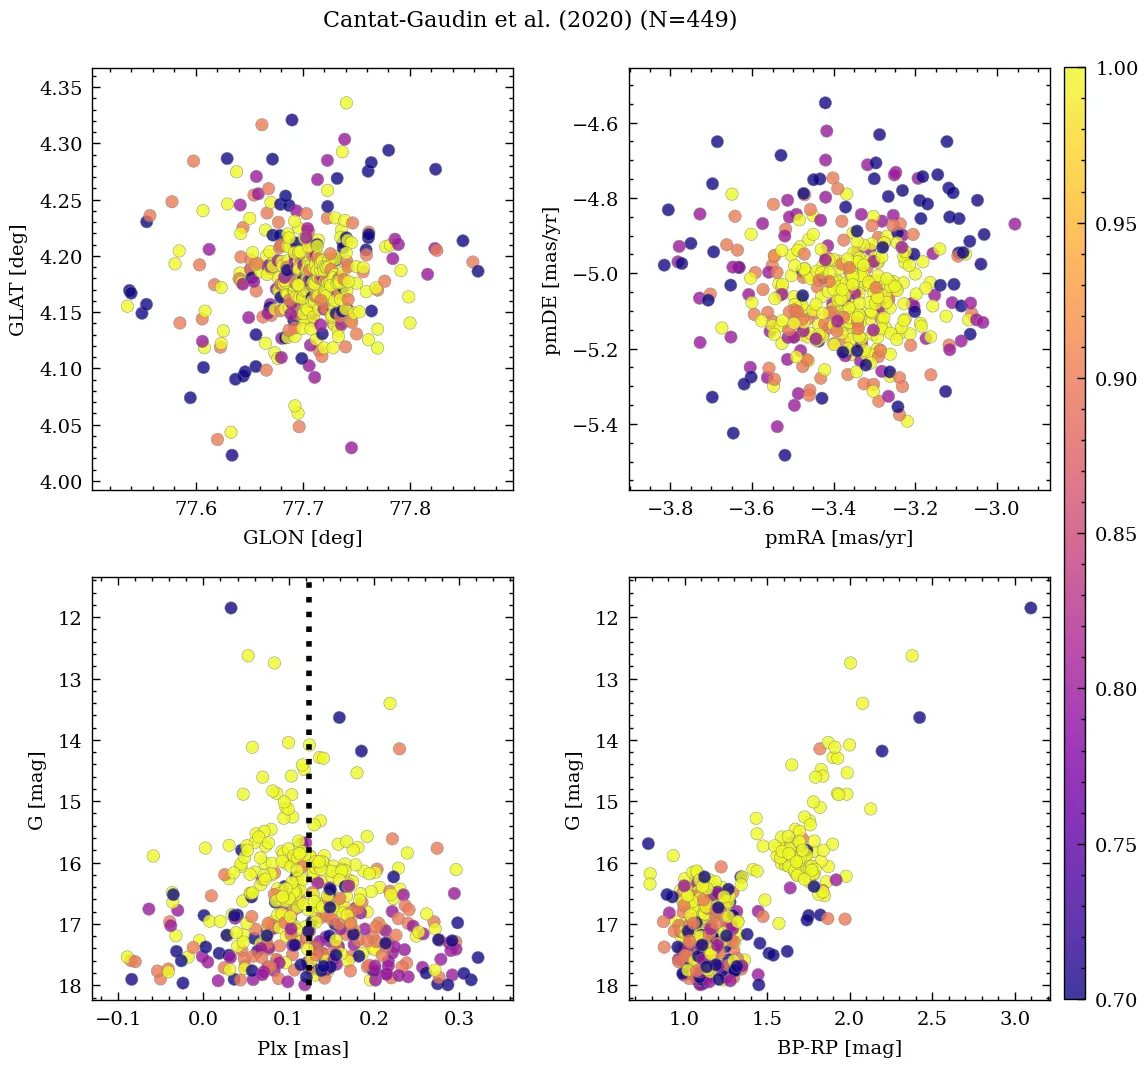 Cantat-Gaudin et al. (2020) (N=449)
4.35
4.30
4.25
4.20
4.15
4.10
4.05
4.00
GLAT [deg]
77.6 77.7 77.8
GLON [deg]
−4.6
−4.8
−5.0
−5.2
−5.4
pmDE [mas/yr]
−3.8 −3.6 −3.4 −3.2 −3.0
pmRA [mas/yr]
12
13
14
15
16
17
18
G [mag]
−0.1 0.0 0.1 0.2 0.3
Plx [mas]
12
13
14
15
16
17
18
G [mag]
1.0 1.5 2.0 2.5 3.0
BP-RP [mag]
1.00
0.95
0.90
0.85
0.80
0.75
0.70